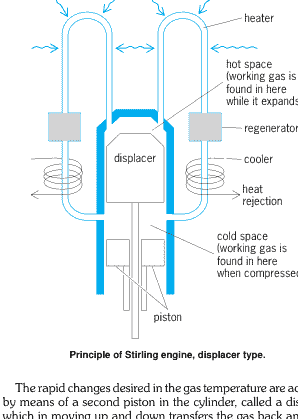 heater
hot space
(working gas is
found in here
while it expands
regenerator
displacer
cooler
heat
rejection
cold space
(working gas is
found in here
when compressed
piston
Principle of Stirling engine, displacer type.
The rapid changes desired in the gas temperature are
by means of a second piston in the cylinder, called a
which in moving up and down transfers the gas back